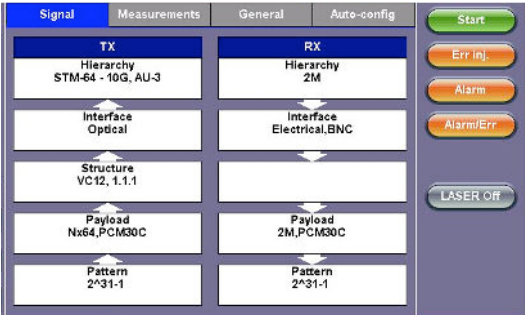 Signal Measurements General Auto-config
Start
TX RX
Hierarchy Hierarchy
STM-64 - 10G, AU-3 2M
Err inj.
Alarm
Interface Interface
Optical Electrical,BNC
Alarm/Err
Structure
VC12, 1.1.1
LASER Off
Payload Payload
Nx64,PCM30C 2M,PCM30C
Pattern Pattern
2^31-1 2^31-1